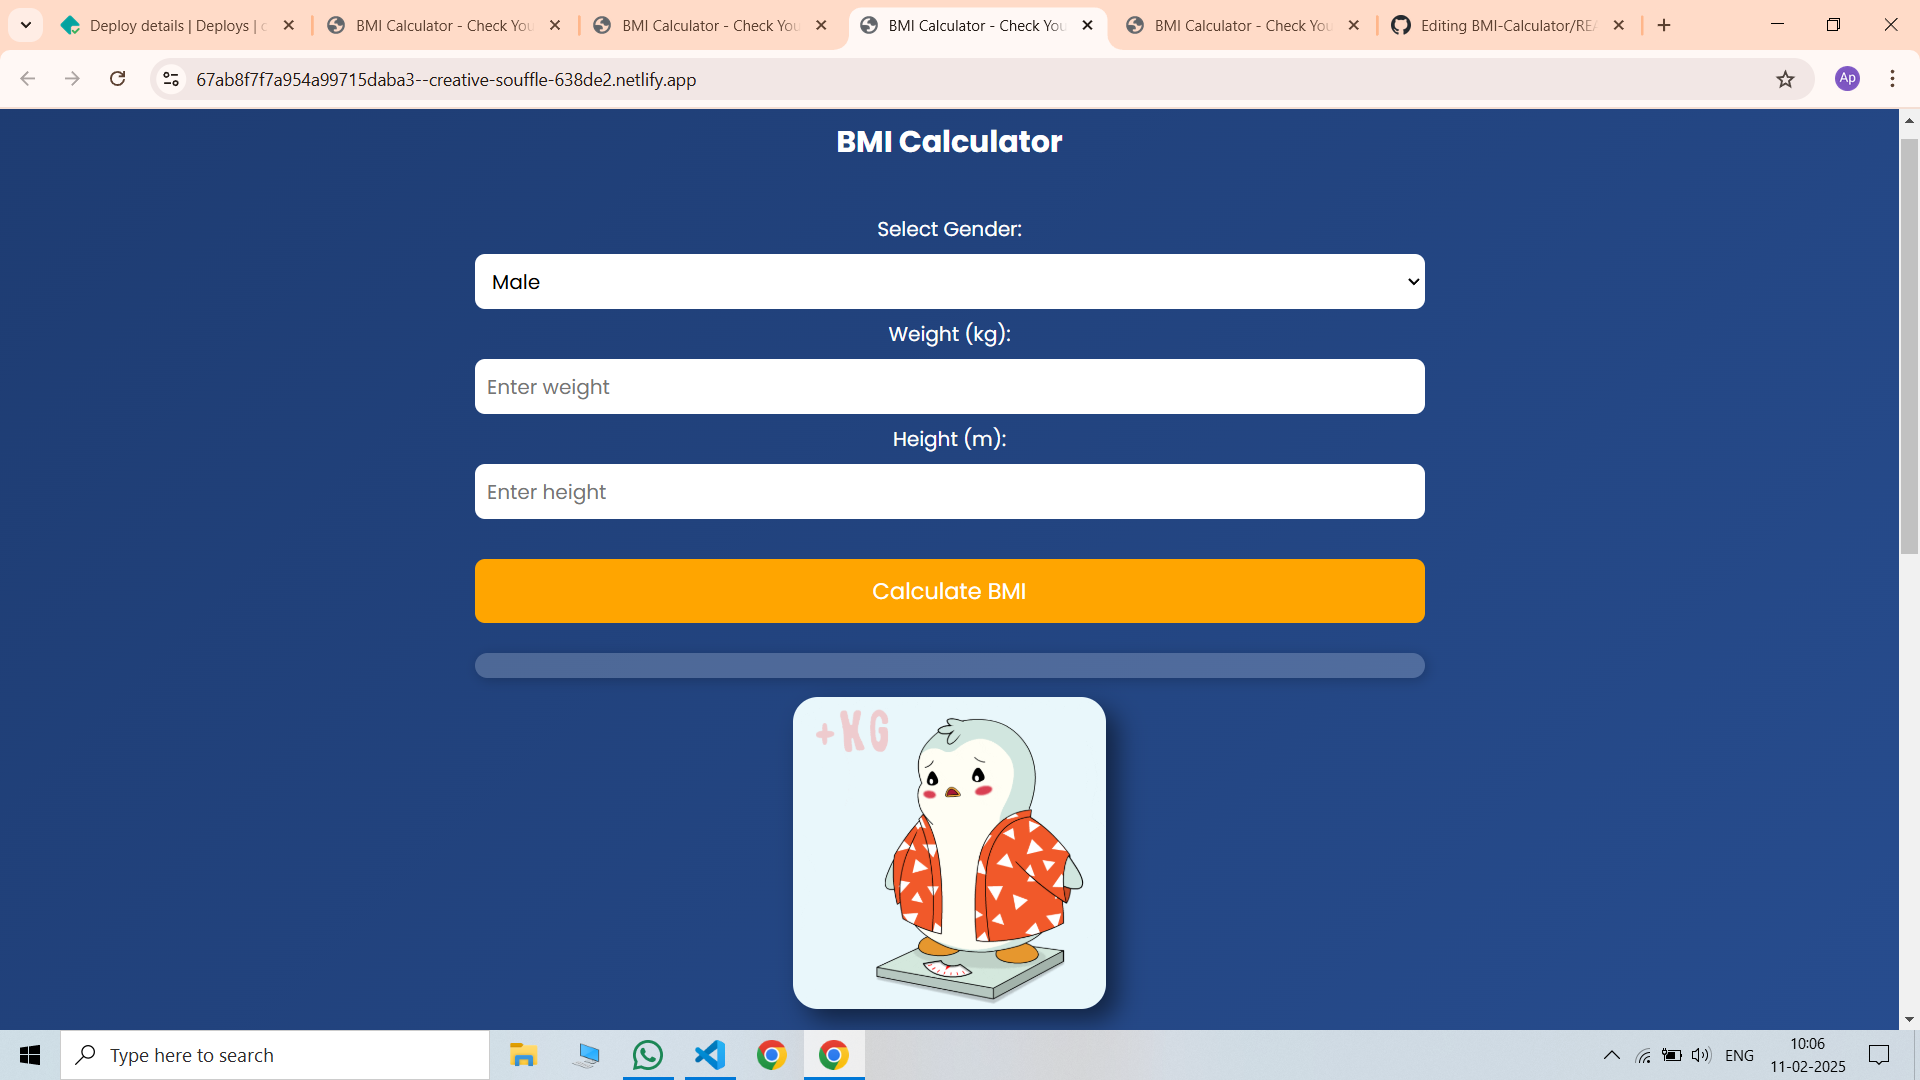 Deploy details | Deploys | c
BMI Calculator - Check You
BMI Calculator - Check You
BMI Calculator - Check You
BMI Calculator - Check You
Editing BMI-Calculator/REA
67ab8f7f7a954a99715daba3--creative-souffle-638de2.netlify.app
Ap
BMI Calculator
Select Gender:
Male
Weight (kg):
Enter weight
Height (m):
Enter height
Calculate BMI
+KG
Type here to search
ENG
10:06
11-02-2025